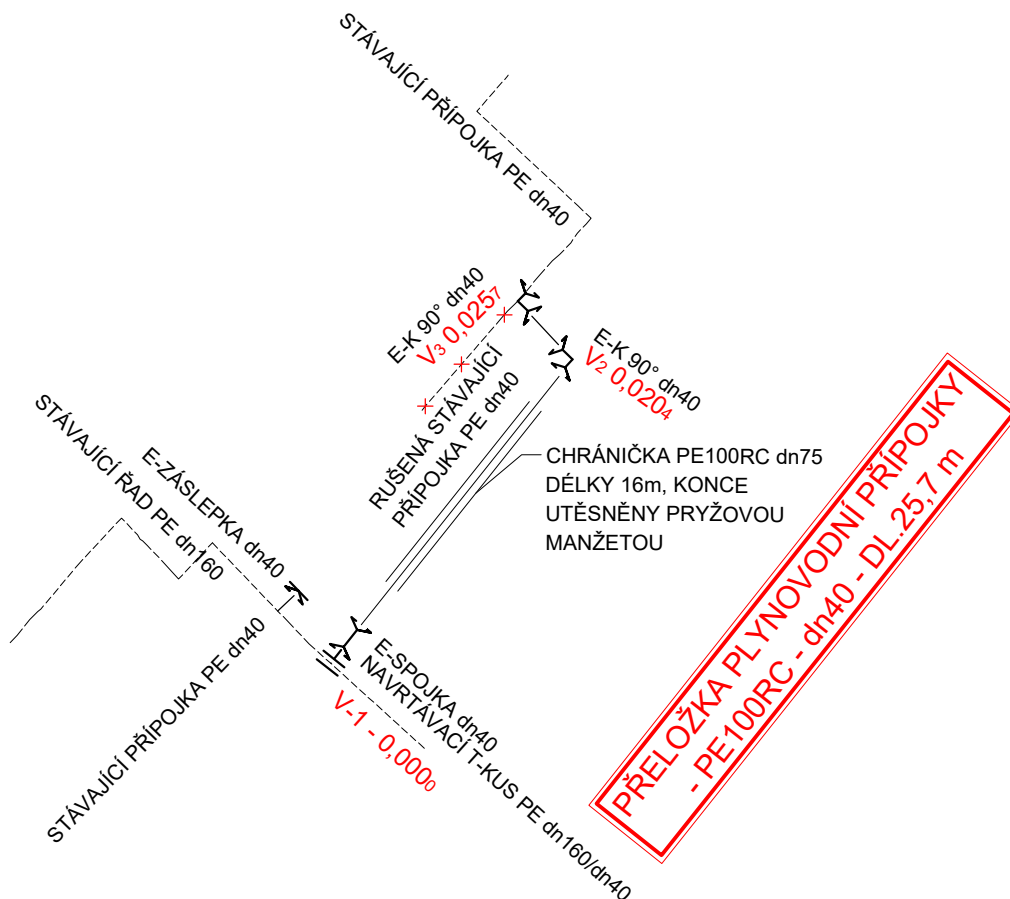 STÁVAJÍCÍ PŘÍPOJKA PE dn40
E-K 90° dn40
V3 0,0257
E-K 90° dn40
V2 0,0204
RUŠENÁ STÁVAJÍCÍ
PŘÍPOJKA PE dn40
STÁVAJÍCÍ ŘAD PE dn160
E-ZÁSLEPKA dn40
CHRÁNIČKA PE100RC dn75
DÉLKY 16m, KONCE
UTĚSNĚNY PRYŽOVOU
MANŽETOU
STÁVAJÍCÍ PŘÍPOJKA PE dn40
E-SPOJKA dn40
NAVRTÁVACÍ T-KUS PE dn160/dn40
V-1 - 0,0000
PŘELOŽKA PLYNOVODNÍ PŘÍPOJKY
- PE100RC - dn40 - DL.25,7 m